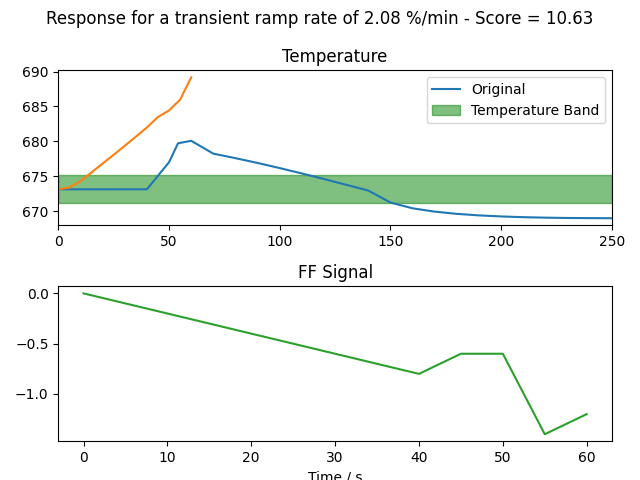 Response for a transient ramp rate of 2.08 %/min - Score = 10.63
Temperature
690
685
680
675
670
Original
Temperature Band
0 50 100 150 200 250
FF Signal
0.0
−0.5
−1.0
0 10 20 30 40 50 60
Time / s